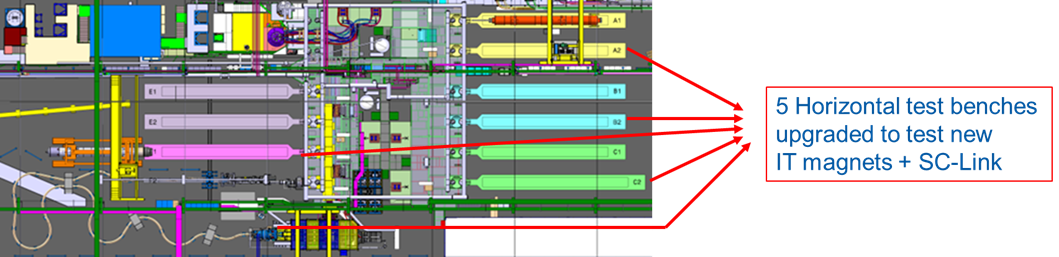 A1
A2
E1
B1
E2
B2
C1
C2
5 Horizontal test benches
upgraded to test new
IT magnets + SC-Link